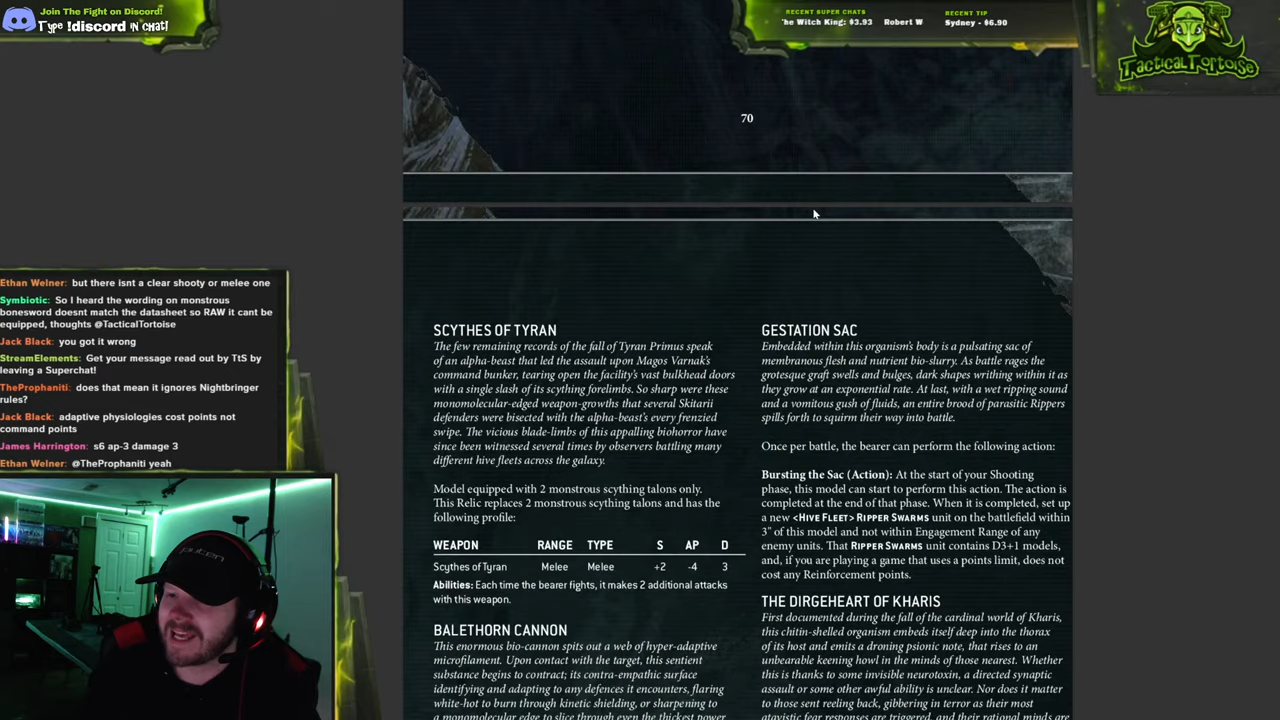 Join The Fight on Discord!
Type !discord in chat!
RECENT SUPER CHATS
he Witch King: $3.93 Robert W
RECENT TIP
Sydney - $6.90
TACTICALTORTOISE
70
Ethan Welner: but there isnt a clear shooty or melee one
Symbiotic: So I heard the wording on monstrous
bonesword doesnt match the datasheet so RAW it cant be
equipped, thoughts @TacticalTortoise
Jack Black: you got it wrong
StreamElements: Get your message read out by TtS by
leaving a Superchat!
TheProphaniti: does that mean it ignores Nightbringer
rules?
Jack Black: adaptive physiologies cost points not
command points
James Harrington: s6 ap-3 damage 3
Ethan Welner: @TheProphaniti yeah
SCYTHES OF TYRAN
The few remaining records of the fall of Tyran Primus speak
of an alpha-beast that led the assault upon Magos Varnak's
command bunker, tearing open the facility's vast bulkhead doors
with a single slash of its scything forelimbs. So sharp were these
monomolecular-edged weapon-growths that several Skitarii
defenders were bisected with the alpha-beast's every frenzied
swipe. The vicious blade-limbs of this appalling biohorror have
since been witnessed several times by observers battling many
different hive fleets across the galaxy.
Model equipped with 2 monstrous scything talons only.
This Relic replaces 2 monstrous scything talons and has the
following profile:
WEAPON RANGE TYPE S AP D
Scythes of Tyran Melee Melee +2 -4 3
Abilities: Each time the bearer fights, it makes 2 additional attacks
with this weapon.
BALETHORN CANNON
This enormous bio-cannon spits out a web of hyper-adaptive
microfilament. Upon contact with the target, this sentient
substance begins to contract; its contra-empathic surface
identifying and adapting to any defences it encounters, flaring
white-hot to burn through kinetic shielding, or sharpening to
a monomolecular edge to slice through even the thickest power
GESTATION SAC
Embedded within this organism's body is a pulsating sac of
membranous flesh and nutrient bio-slurry. As battle rages the
grotesque graft swells and bulges, dark shapes writhing within it as
they grow at an exponential rate. At last, with a wet ripping sound
and a vomitous gush of fluids, an entire brood of parasitic Rippers
spills forth to squirm their way into battle.
Once per battle, the bearer can perform the following action:
Bursting the Sac (Action): At the start of your Shooting
phase, this model can start to perform this action. The action is
completed at the end of that phase. When it is completed, set up
a new <HIVE FLEET> RIPPER SWARMS unit on the battlefield within
3" of this model and not within Engagement Range of any
enemy units. That RIPPER SWARMS unit contains D3+1 models,
and, if you are playing a game that uses a points limit, does not
cost any Reinforcement points.
THE DIRGEHEART OF KHARIS
First documented during the fall of the cardinal world of Kharis,
this chitin-shelled organism embeds itself deep into the thorax
of its host and emits a droning psionic note, that rises to an
unbearable keening howl in the minds of those nearest. Whether
this is thanks to some invisible neurotoxin, a directed synaptic
assault or some other awful ability is unclear. Nor does it matter
to those sent reeling back, gibbering in terror as their most
atavistic fear responses are triggered, and their rational minds are